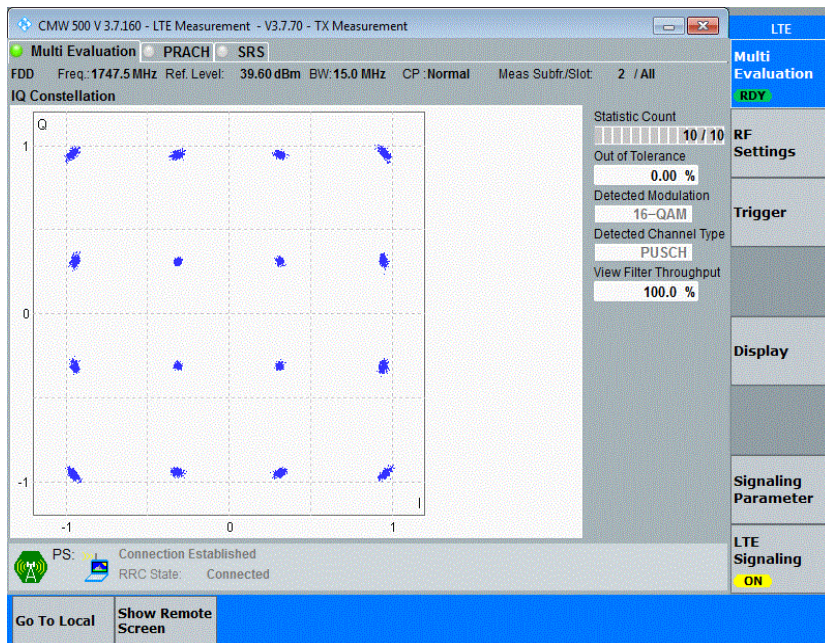 CMW 500 V 3.7.160 - LTE Measurement - V3.7.70 - TX Measurement
LTE
Multi Evaluation PRACH SRS
FDD Freq.: 1747.5 MHz Ref. Level: 39.60 dBm BW: 15.0 MHz CP : Normal Meas Subfr./Slot: 2 / All
IQ Constellation
Q
1
0
-1
-1 0 1
I
Statistic Count
10 / 10
Out of Tolerance
0.00 %
Detected Modulation
16-QAM
Detected Channel Type
PUSCH
View Filter Throughput
100.0 %
PS: Connection Established
RRC State: Connected
Multi
Evaluation
RDY
RF
Settings
Trigger
Display
Signaling
Parameter
LTE
Signaling
ON
Go To Local
Show Remote
Screen